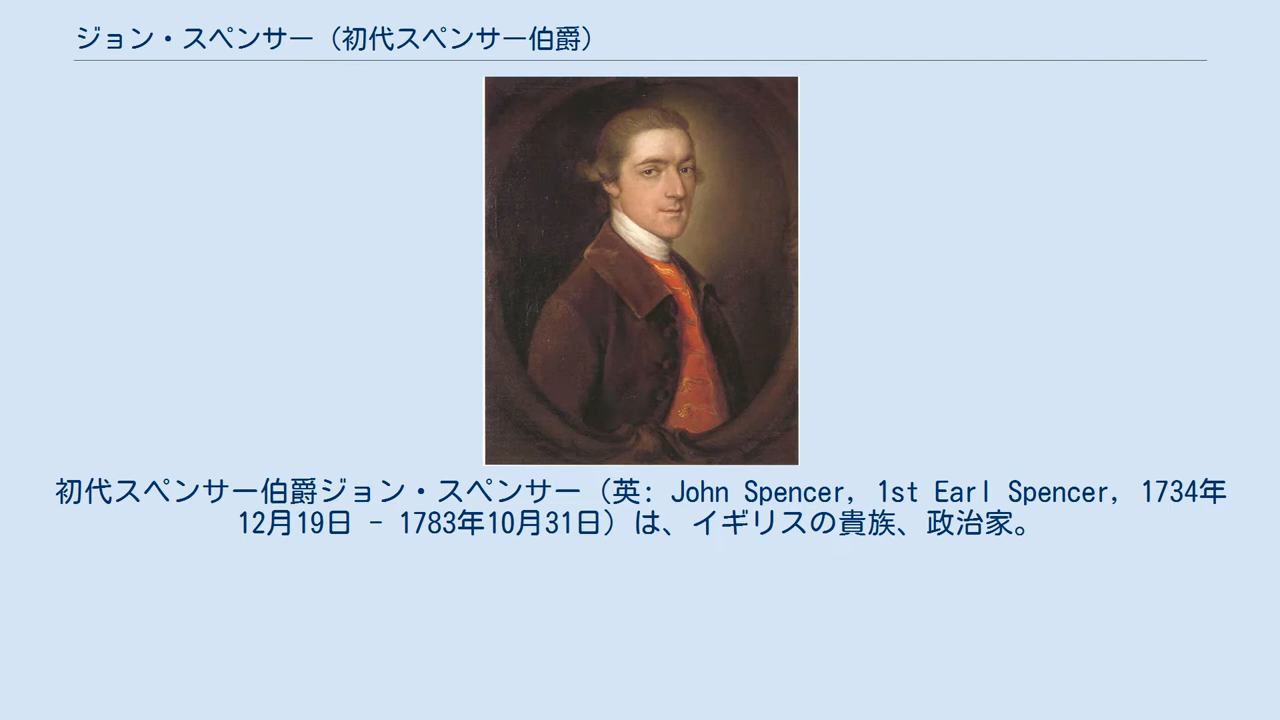 ジョン・スペンサー（初代スペンサー伯爵）
初代スペンサー伯爵ジョン・スペンサー（英: John Spencer, 1st Earl Spencer, 1734年
12月19日 - 1783年10月31日）は、イギリスの貴族、政治家。